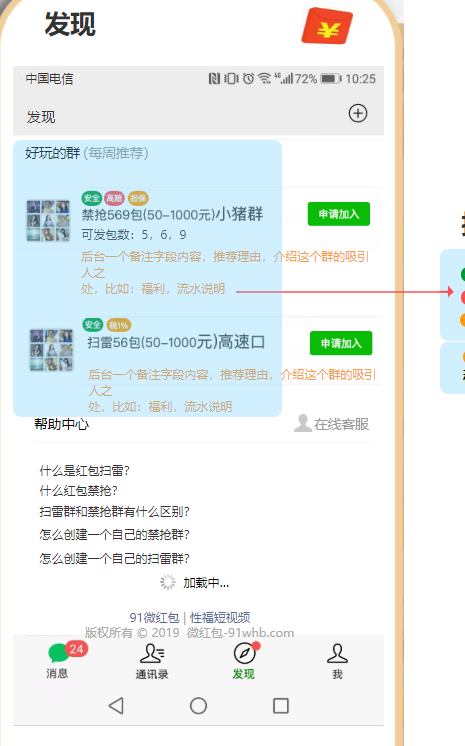 发现
中国电信 46 72% 10:25
发现
好玩的群 (每周推荐)
安全 高赔 担保
禁抢569包(50-1000元)小猪群
申请加入
可发包数：5，6，9
后台一个备注字段内容，推荐理由，介绍这个群的吸引
人之
处，比如：福利，流水说明
安全 税1%
扫雷56包(50-1000元)高速口
申请加入
后台一个备注字段内容，推荐理由，介绍这个群的吸引
人之
处，比如：福利，流水说明
帮助中心 在线客服
什么是红包扫雷?
什么红包禁抢?
扫雷群和禁抢群有什么区别?
怎么创建一个自己的禁抢群?
怎么创建一个自己的扫雷群?
加载中...
91微红包 | 性福短视频
版权所有 © 2019 微红包-91whb.com
24
消息 通讯录 发现 我